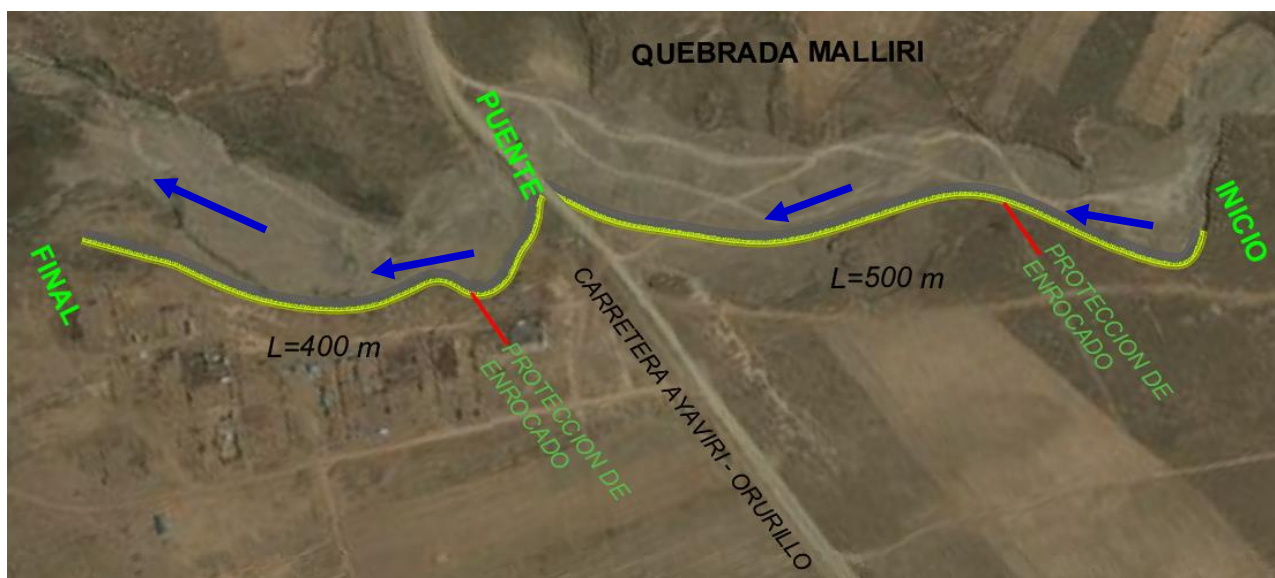 QUEBRADA MALLIRI
PUENTE
INICIO
FINAL
L=500 m
PROTECCION DE
ENROCADO
L=400 m
PROTECCION DE
ENROCADO
CARRETERA AYAVIRI - ORURILLO